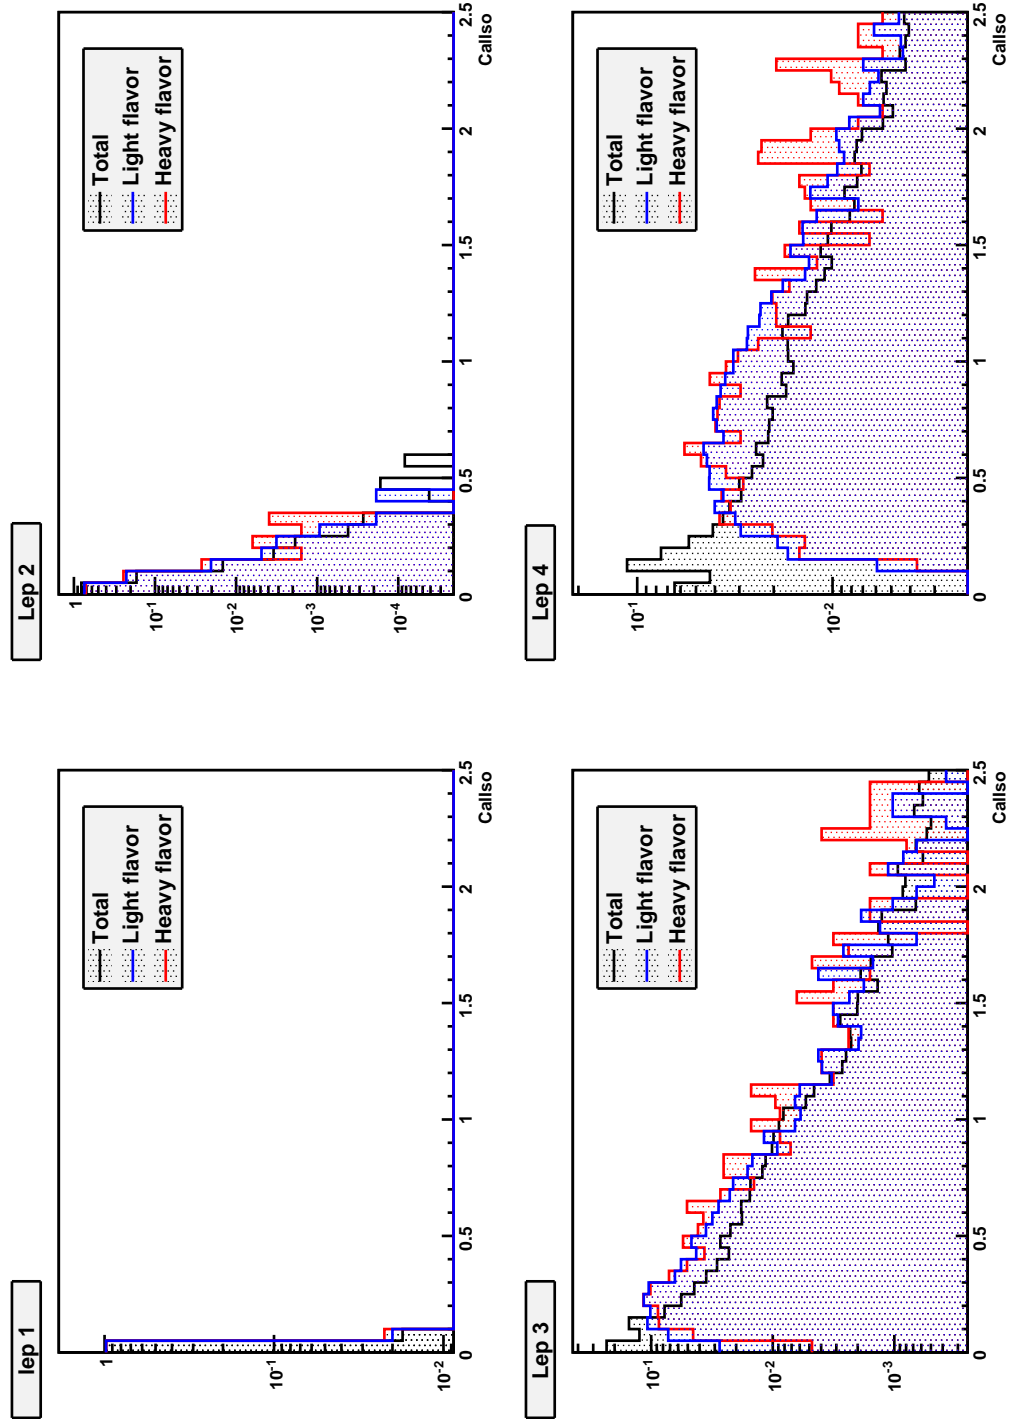 lep 1
Total
Light flavor
Heavy flavor
1
10⁻¹
10⁻²
0 0.5 1 1.5 2 2.5
CalIso
Lep 2
Total
Light flavor
Heavy flavor
1
10⁻¹
10⁻²
10⁻³
10⁻⁴
0 0.5 1 1.5 2 2.5
CalIso
Lep 3
Total
Light flavor
Heavy flavor
10⁻¹
10⁻²
10⁻³
0 0.5 1 1.5 2 2.5
CalIso
Lep 4
Total
Light flavor
Heavy flavor
10⁻¹
10⁻²
0 0.5 1 1.5 2 2.5
CalIso